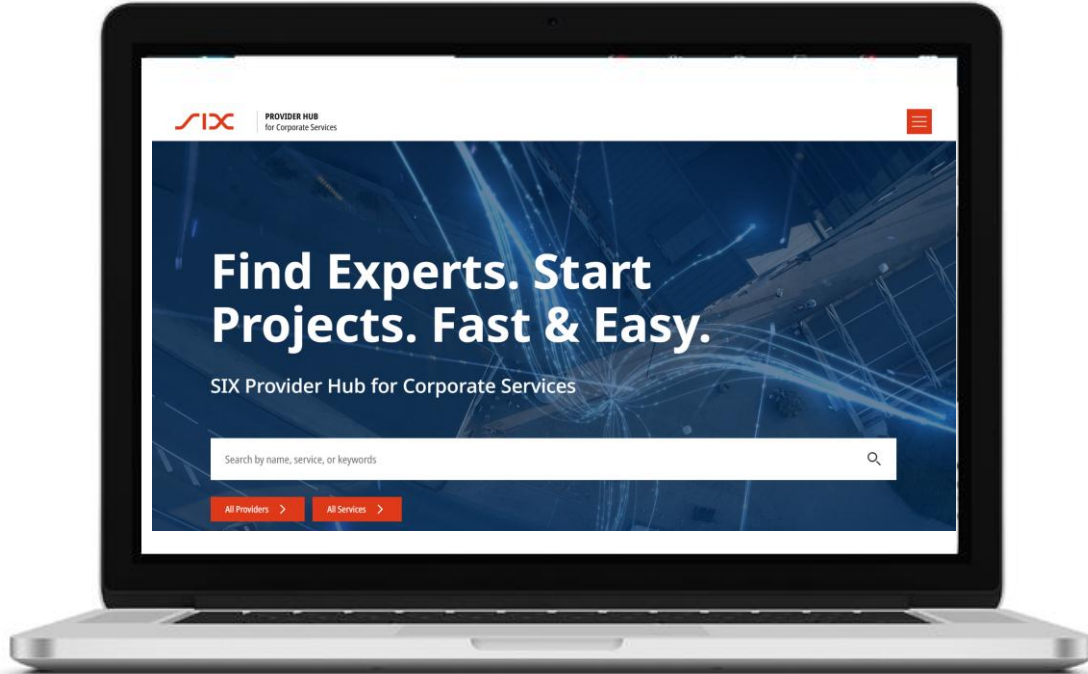 SIX
PROVIDER HUB
for Corporate Services
Find Experts. Start
Projects. Fast & Easy.
SIX Provider Hub for Corporate Services
Search by name, service, or keywords
All Providers
All Services